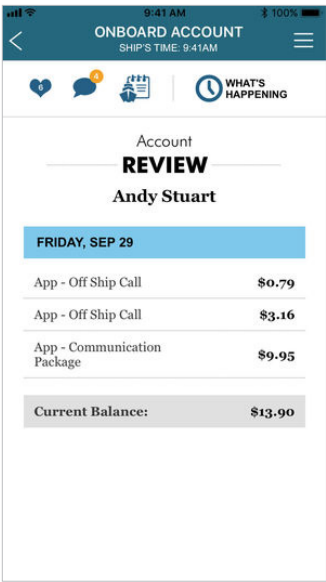 9:41 AM
100%
ONBOARD ACCOUNT
SHIP'S TIME: 9:41AM
6
4
WHAT'S
HAPPENING
Account
REVIEW
Andy Stuart
FRIDAY, SEP 29
App - Off Ship Call $0.79
App - Off Ship Call $3.16
App - Communication
Package $9.95
Current Balance: $13.90